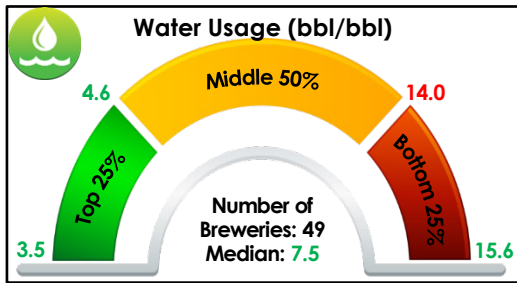 Water Usage (bbl/bbl)
Middle 50%
4.6
14.0
Top 25%
Bottom 25%
Number of
Breweries: 49
Median: 7.5
3.5
15.6